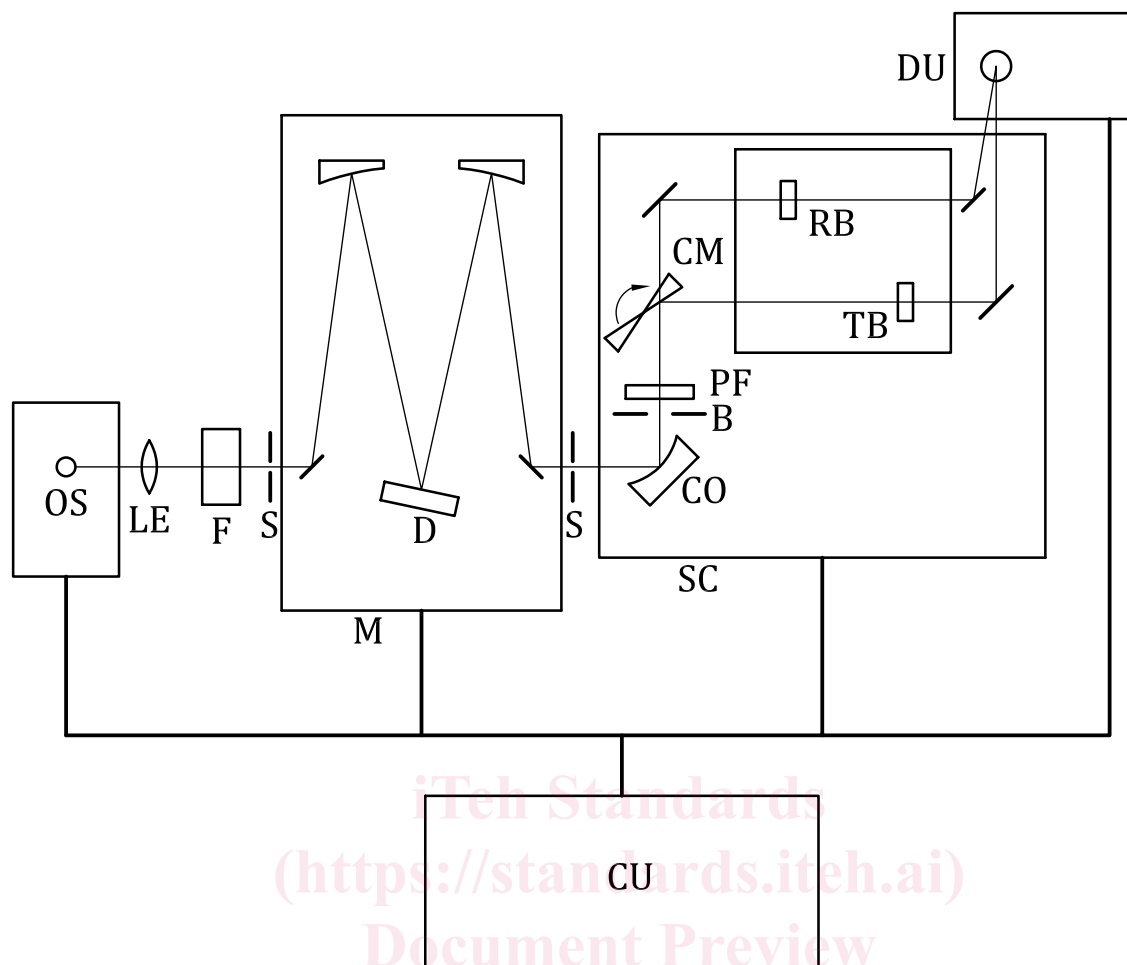 DU
RB
CM
TB
PF
B
OS
LE
F
S
D
S
CO
SC
M
iTeh Standards
(https://standards.iteh.ai)
CU
Document Preview